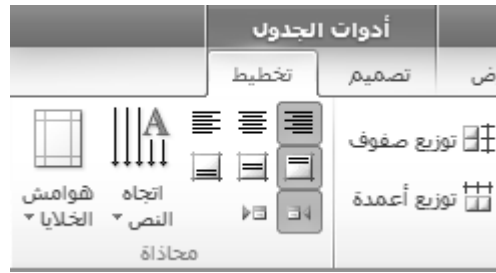 أدوات الجدول
ض
تصميم
تخطيط
توزيع صفوف
توزيع أعمدة
اتجاه
النص
هوامش
الخلايا
محاذاة